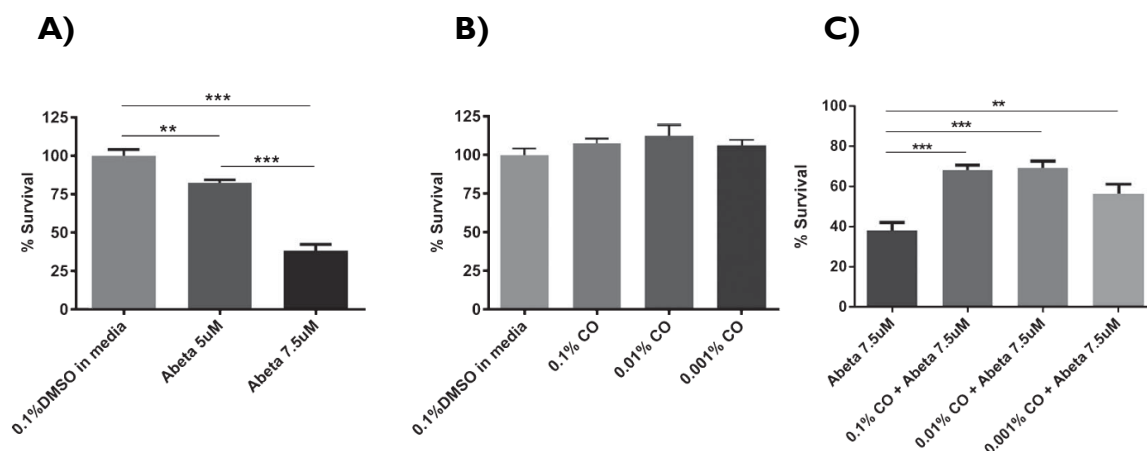 A)
***
**
***
% Survival
125
100
75
50
25
0
0.1%DMSO in media
Abeta 5uM
Abeta 7.5uM
B)
% Survival
125
100
75
50
25
0
0.1%DMSO in media
0.1% CO
0.01% CO
0.001% CO
C)
**
***
***
% Survival
100
80
60
40
20
0
Abeta 7.5uM
0.1% CO + Abeta 7.5uM
0.01% CO + Abeta 7.5uM
0.001% CO + Abeta 7.5uM